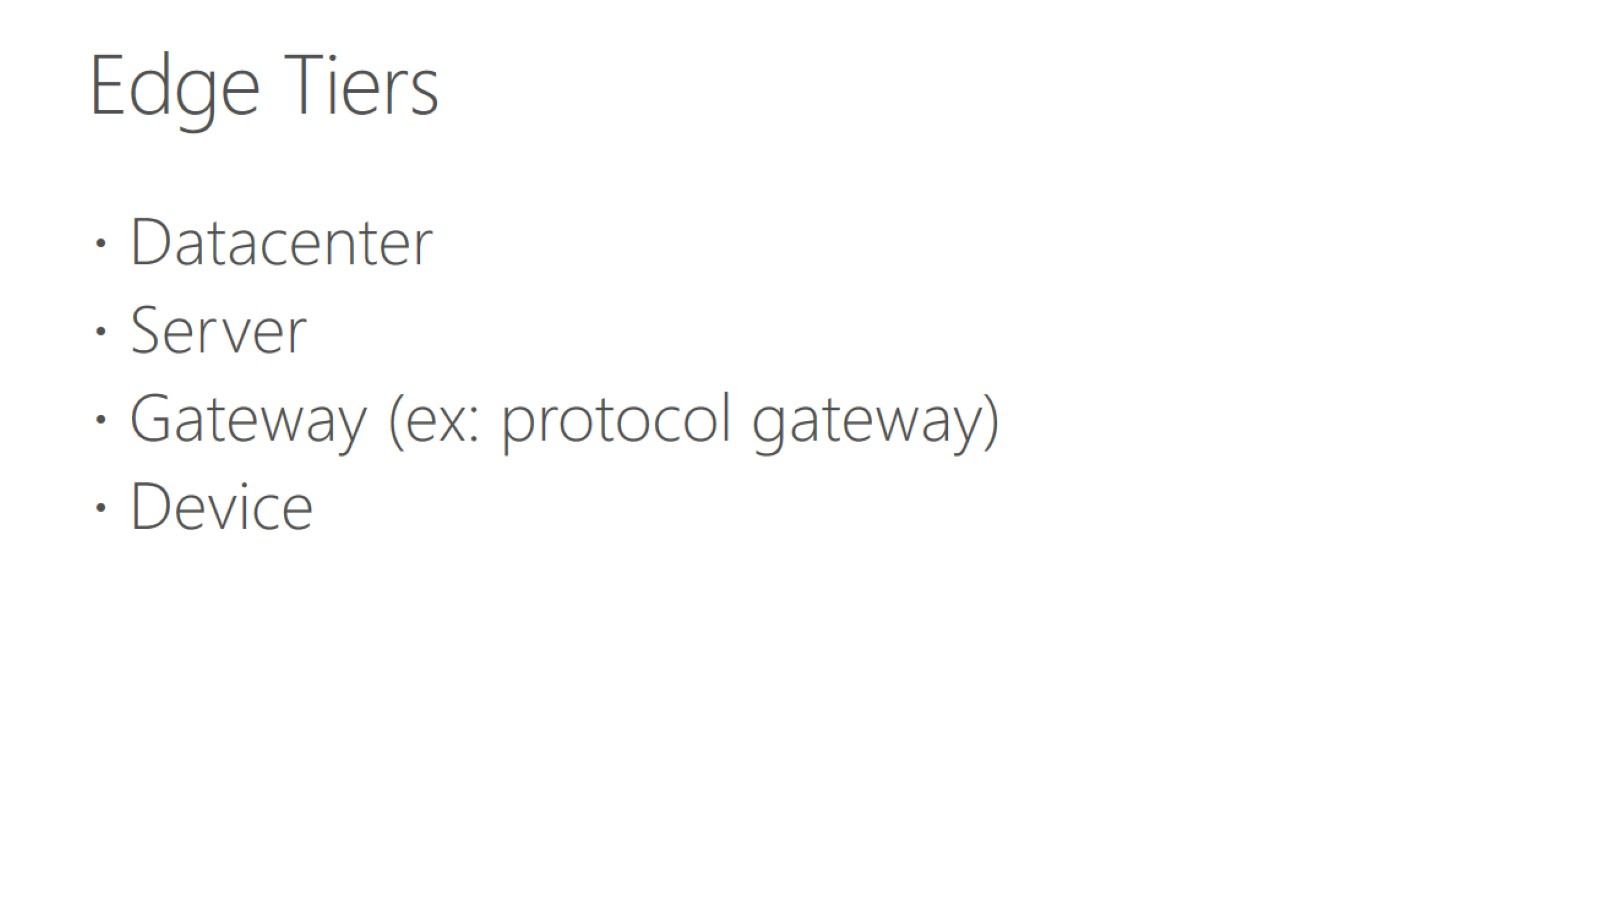 Edge Tiers
• Datacenter
• Server
• Gateway (ex: protocol gateway)
• Device